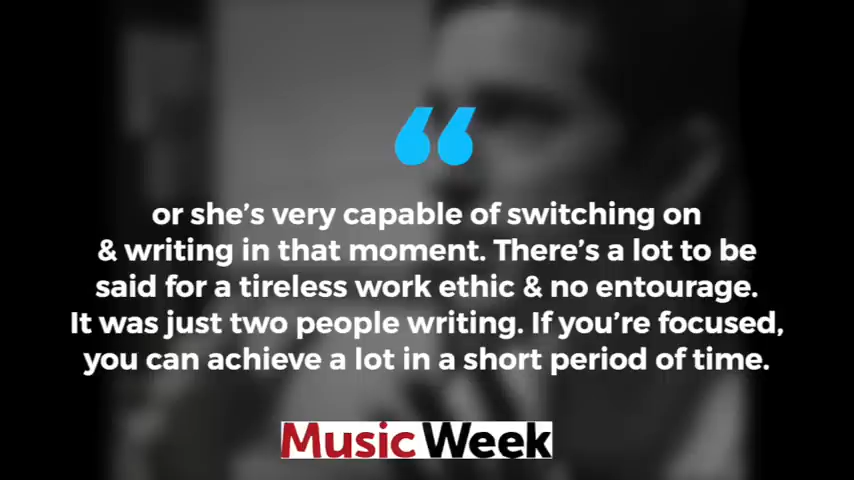 “
or she’s very capable of switching on
& writing in that moment. There’s a lot to be
said for a tireless work ethic & no entourage.
It was just two people writing. If you’re focused,
you can achieve a lot in a short period of time.
Music Week